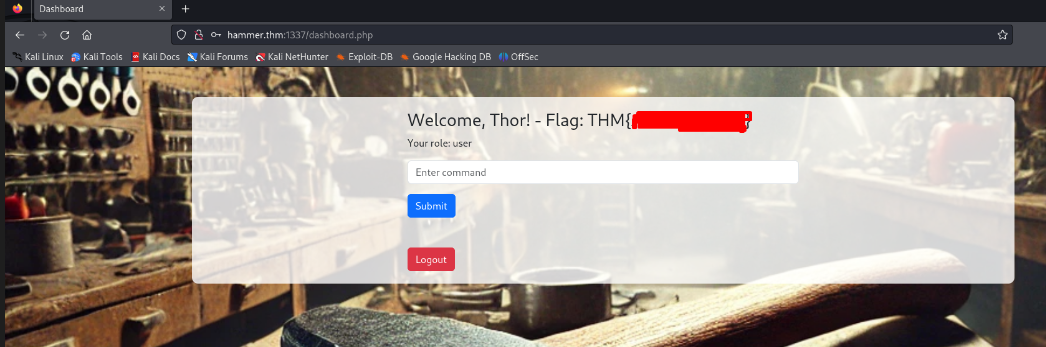 Dashboard
hammer.thm:1337/dashboard.php
Kali Linux Kali Tools Kali Docs Kali Forums Kali NetHunter Exploit-DB Google Hacking DB OffSec
Welcome, Thor! - Flag: THM{
Your role: user
Enter command
Submit
Logout